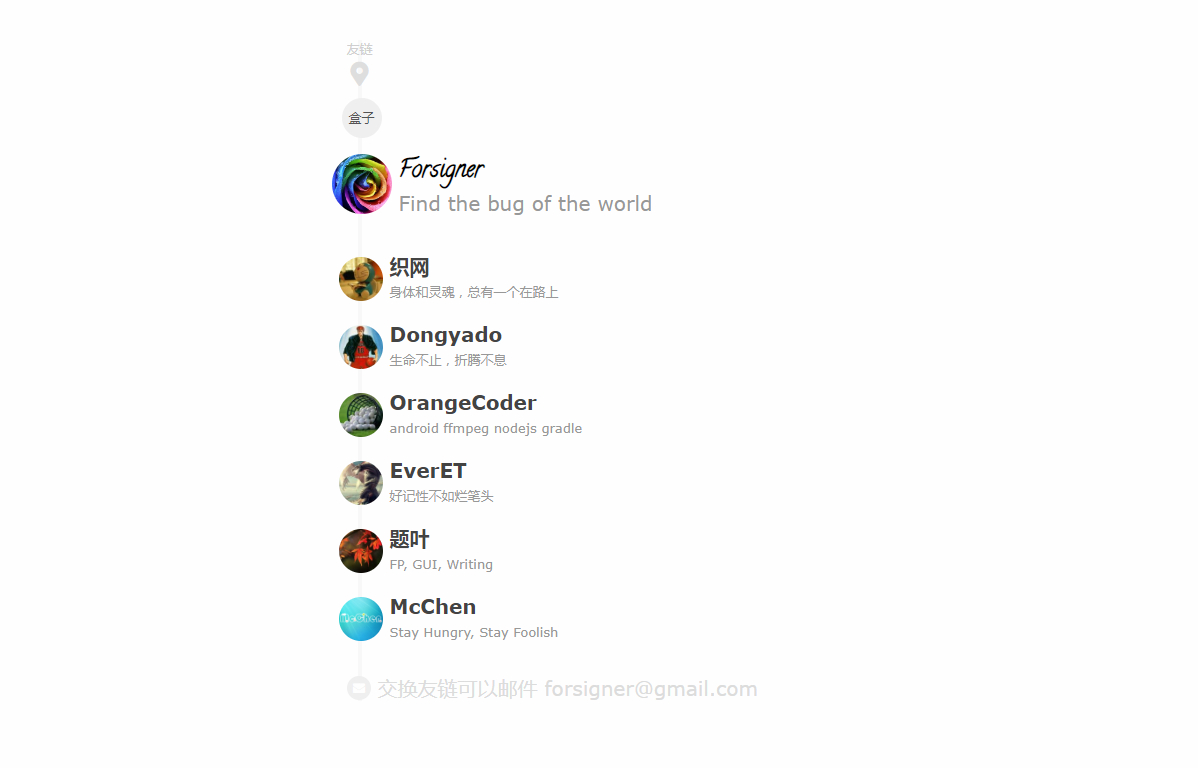 友链
盒子
Forsigner
Find the bug of the world
织网
身体和灵魂，总有一个在路上
Dongyado
生命不止，折腾不息
OrangeCoder
android ffmpeg nodejs gradle
EverET
好记性不如烂笔头
题叶
FP, GUI, Writing
McChen
Stay Hungry, Stay Foolish
交换友链可以邮件 forsigner@gmail.com